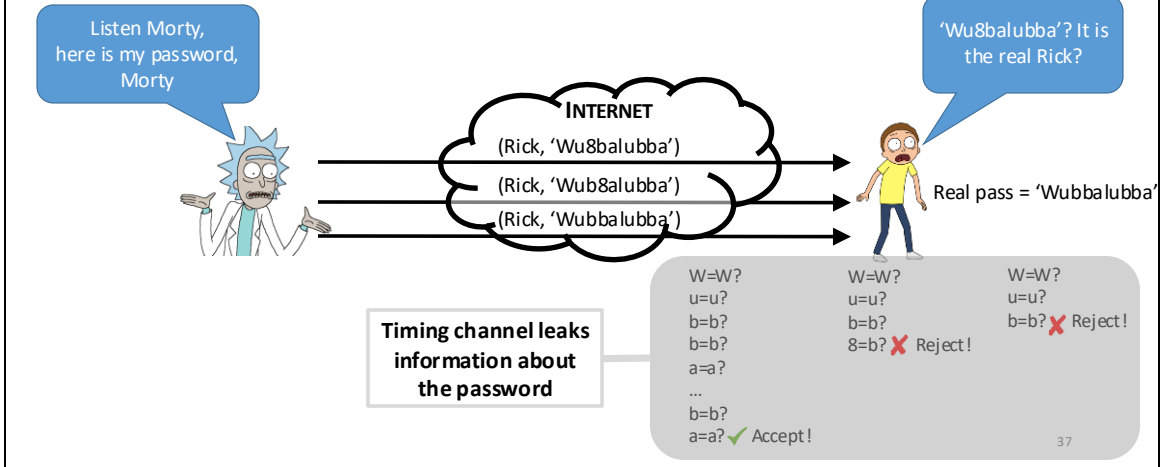 Listen Morty,
here is my password,
Morty
‘Wu8balubba’? It is
the real Rick?
INTERNET
(Rick, ‘Wu8balubba’)
(Rick, ‘Wub8alubba’)
(Rick, ‘Wubbalubba’)
Real pass = ‘Wubbalubba’
Timing channel leaks
information about
the password
W=W?
u=u?
b=b?
b=b?
a=a?
...
b=b?
a=a? ✓ Accept!
W=W?
u=u?
b=b?
8=b? ✘ Reject!
W=W?
u=u?
b=b? ✘ Reject!
37